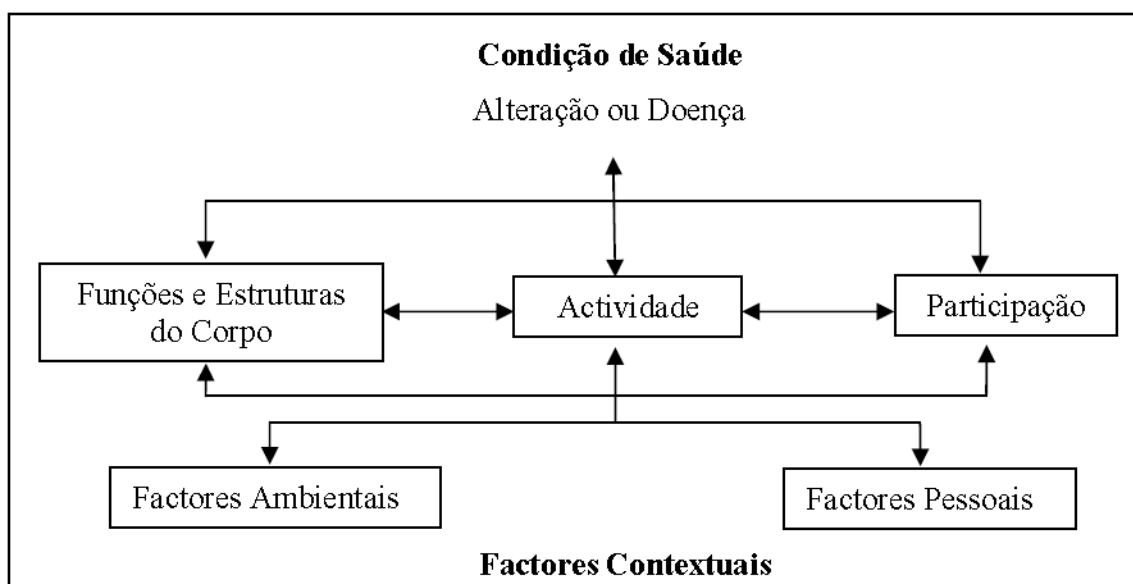 Condição de Saúde
Alteração ou Doença
Funções e Estruturas
do Corpo
Actividade
Participação
Factores Ambientais
Factores Pessoais
Factores Contextuais